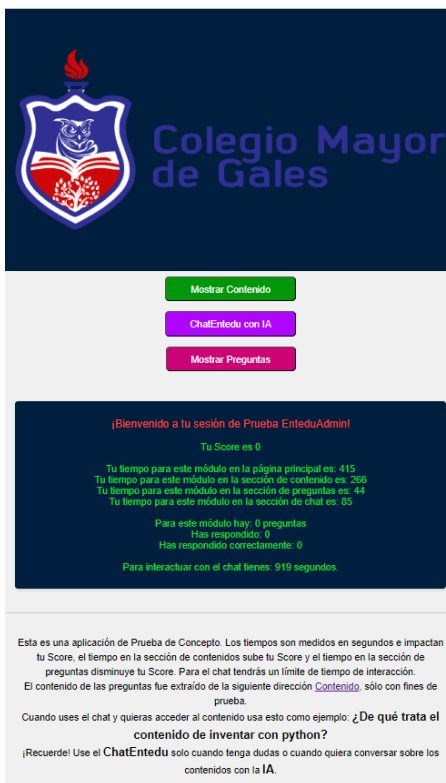 Colegio Mayor
de Gales
Mostrar Contenido
ChatEntedu con IA
Mostrar Preguntas
¡Bienvenido a tu sesión de Prueba EnteduAdmin!
Tu Score es 0
Tu tiempo para este módulo en la página principal es: 415
Tu tiempo para este módulo en la sección de contenido es: 266
Tu tiempo para este módulo en la sección de preguntas es: 44
Tu tiempo para este módulo en la sección de chat es: 85
Para este módulo hay: 0 preguntas
Has respondido: 0
Has respondido correctamente: 0
Para interactuar con el chat tienes: 919 segundos.
Esta es una aplicación de Prueba de Concepto. Los tiempos son medidos en segundos e impactan
tu Score, el tiempo en la sección de contenidos sube tu Score y el tiempo en la sección de
preguntas disminuye tu Score. Para el chat tendrás un límite de tiempo de interacción.
El contenido de las preguntas fue extraído de la siguiente dirección Contenido, sólo con fines de
prueba.
Cuando uses el chat y quieras acceder al contenido usa esto como ejemplo: ¿De qué trata el
contenido de inventar con python?
¡Recuerde! Use el ChatEntedu solo cuando tenga dudas o cuando quiera conversar sobre los
contenidos con la IA.